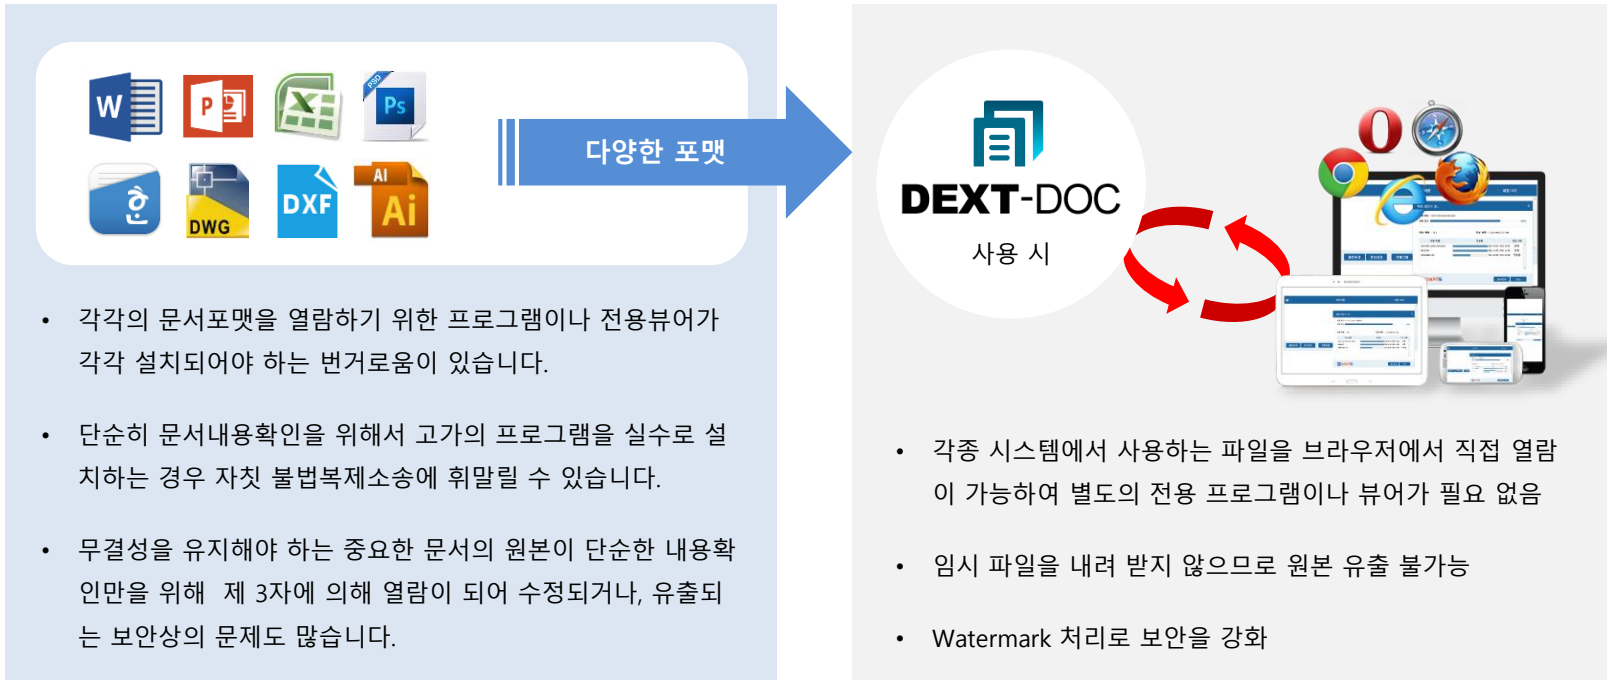 W
P
X
PSD
Ps
ㅎ
DWG
DXF
AI
Ai
다양한 포맷
• 각각의 문서포맷을 열람하기 위한 프로그램이나 전용뷰어가
각각 설치되어야 하는 번거로움이 있습니다.
• 단순히 문서내용확인을 위해서 고가의 프로그램을 실수로 설
치하는 경우 자칫 불법복제소송에 휘말릴 수 있습니다.
• 무결성을 유지해야 하는 중요한 문서의 원본이 단순한 내용확
인만을 위해 제 3자에 의해 열람이 되어 수정되거나, 유출되
는 보안상의 문제도 많습니다.
DEXT-DOC
사용 시
• 각종 시스템에서 사용하는 파일을 브라우저에서 직접 열람
이 가능하여 별도의 전용 프로그램이나 뷰어가 필요 없음
• 임시 파일을 내려 받지 않으므로 원본 유출 불가능
• Watermark 처리로 보안을 강화